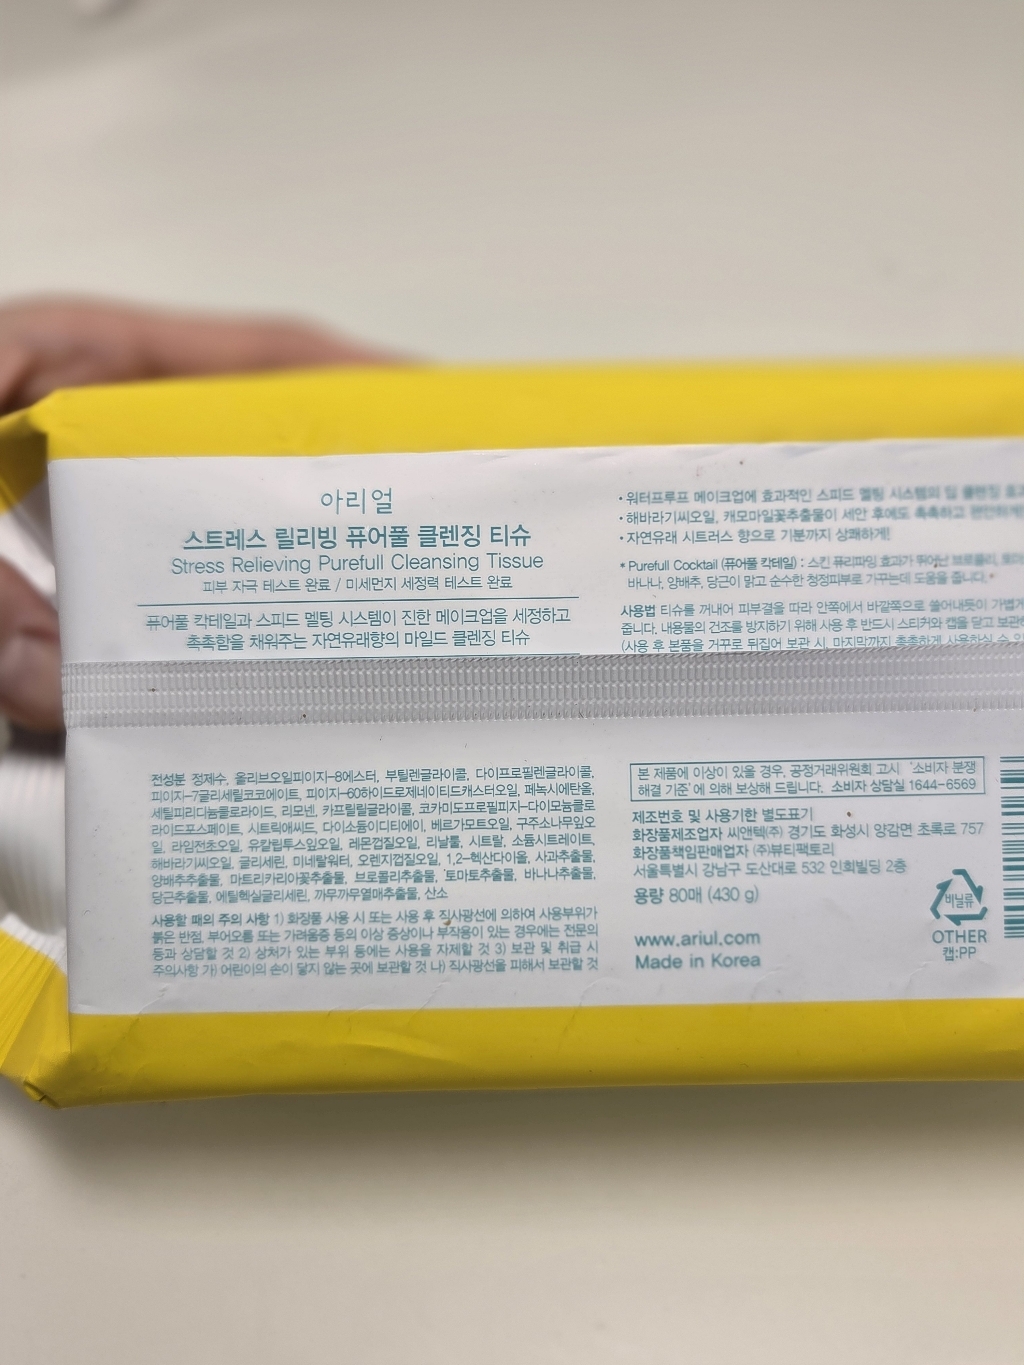 아리얼
스트레스 릴리빙 퓨어풀 클렌징 티슈
Stress Relieving Purefull Cleansing Tissue
피부 자극 테스트 완료 / 미세먼지 세정력 테스트 완료
퓨어풀 칵테일과 스피드 멜팅 시스템이 진한 메이크업을 세정하고
촉촉함을 채워주는 자연유래향의 마일드 클렌징 티슈
• 워터프루프 메이크업에 효과적인 스피드 멜팅 시스템의 딥 클렌징
• 해바라기씨오일, 캐모마일꽃추출물이 세안 후에도 촉촉하고
• 자연유래 시트러스 향으로 기분까지 상쾌하게!
* Purefull Cocktail (퓨어풀 칵테일) : 스킨 퓨리파잉 효과가 뛰어난 브로콜리,
바나나, 양배추, 당근이 맑고 순수한 청정피부로 가꾸는데 도움을 줍니다.*
사용법 티슈를 꺼내어 피부결을 따라 안쪽에서 바깥쪽으로 쓸어내듯이 가볍게
줍니다. 내용물의 건조를 방지하기 위해 사용 후 반드시 스티커와 캡을 닫고
(사용 후 본품을 거꾸로 뒤집어 보관 시, 마지막까지 촉촉하게 사용하실 수
전성분 정제수, 올리브오일피이지-8에스터, 부틸렌글라이콜, 다이프로필렌글라이콜,
피이지-7글리세릴코코에이트, 피이지-60하이드로제네이티드캐스터오일, 페녹시에탄올,
세틸피리디늄클로라이드, 리모넨, 카프릴릴글라이콜, 코카미도프로필피지-다이모늄클로
라이드포스페이트, 시트릭애씨드, 다이소듐이디티에이, 베르가모트오일, 구주소나무잎오
일, 라임전초오일, 유칼립투스잎오일, 레몬껍질오일, 리날룰, 시트랄, 소듐시트레이트,
해바라기씨오일, 글리세린, 미네랄워터, 오렌지껍질오일, 1,2-헥산다이올, 사과추출물,
양배추추출물, 마트리카리아꽃추출물, 브로콜리추출물, 토마토추출물, 바나나추출물,
당근추출물, 에틸헥실글리세린, 까무까무열매추출물, 산소
사용할 때의 주의 사항 1) 화장품 사용 시 또는 사용 후 직사광선에 의하여 사용부위가
붉은 반점, 부어오름 또는 가려움증 등의 이상 증상이나 부작용이 있는 경우에는 전문의
등과 상담할 것 2) 상처가 있는 부위 등에는 사용을 자제할 것 3) 보관 및 취급 시
주의사항 가) 어린이의 손이 닿지 않는 곳에 보관할 것 나) 직사광선을 피해서 보관할 것
본 제품에 이상이 있을 경우, 공정거래위원회 고시 '소비자 분쟁
해결 기준'에 의해 보상해 드립니다. 소비자 상담실 1644-6569
제조번호 및 사용기한 별도표기
화장품제조업자 씨앤텍(주) 경기도 화성시 양감면 초록로 757
화장품책임판매업자 (주)뷰티팩토리
서울특별시 강남구 도산대로 532 인희빌딩 2층
용량 80매 (430 g)
www.ariul.com
Made in Korea
비닐류
OTHER
캡:PP